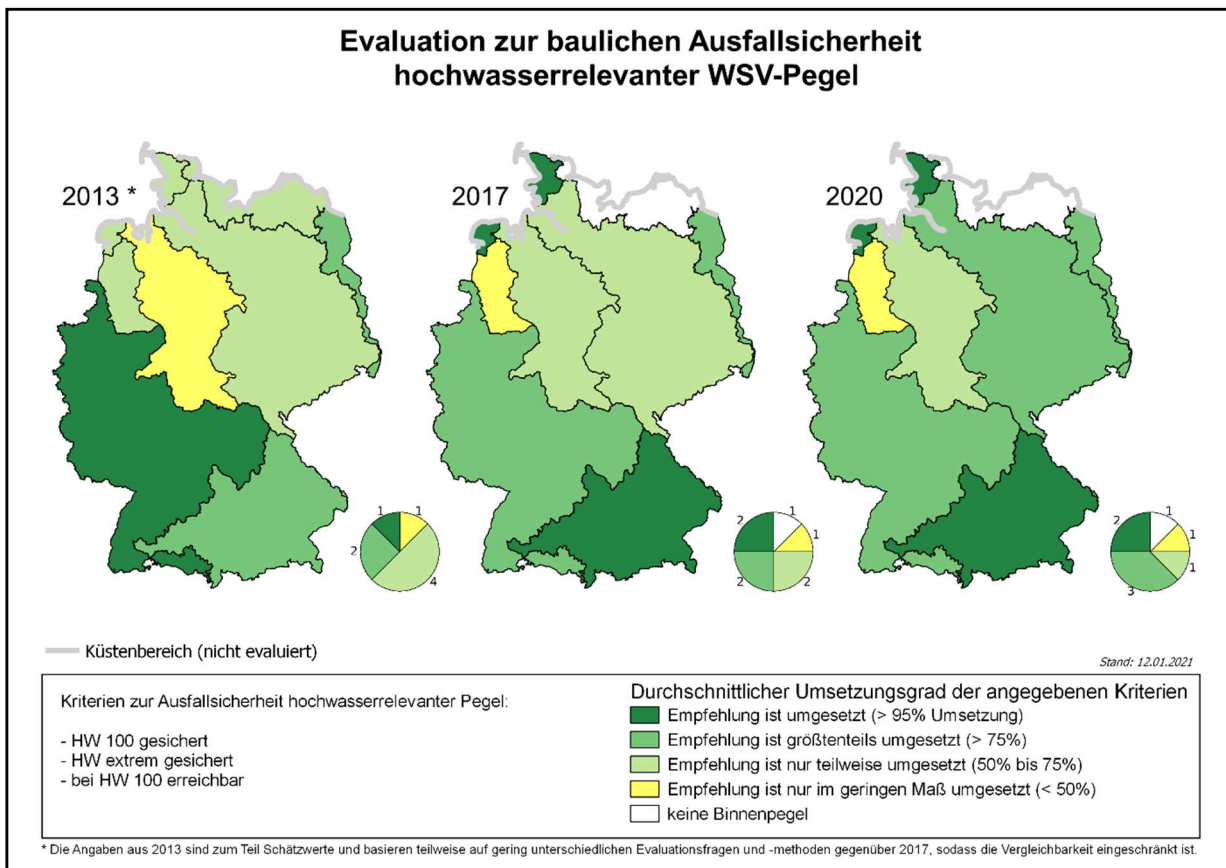 Evaluation zur baulichen Ausfallsicherheit
hochwasserrelevanter WSV-Pegel
2013 *
2017
2020
1
1
2
4
1
2
1
2
2
1
2
1
1
3
Küstenbereich (nicht evaluiert)
Stand: 12.01.2021
Kriterien zur Ausfallsicherheit hochwasserrelevanter Pegel:
- HW 100 gesichert
- HW extrem gesichert
- bei HW 100 erreichbar
Durchschnittlicher Umsetzungsgrad der angegebenen Kriterien
Empfehlung ist umgesetzt (> 95% Umsetzung)
Empfehlung ist größtenteils umgesetzt (> 75%)
Empfehlung ist nur teilweise umgesetzt (50% bis 75%)
Empfehlung ist nur im geringen Maß umgesetzt (< 50%)
keine Binnenpegel
* Die Angaben aus 2013 sind zum Teil Schätzwerte und basieren teilweise auf gering unterschiedlichen Evaluationsfragen und -methoden gegenüber 2017, sodass die Vergleichbarkeit eingeschränkt ist.